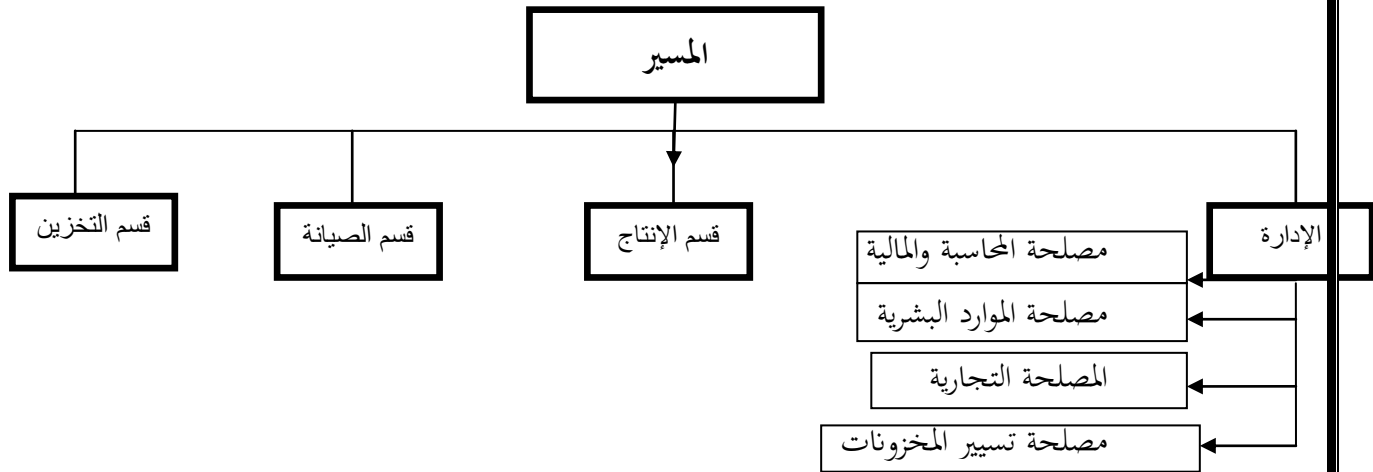 المسير
الإدارة
قسم الإنتاج
قسم الصيانة
قسم التخزين
مصلحة المحاسبة والمالية
مصلحة الموارد البشرية
المصلحة التجارية
مصلحة تسيير المخزونات